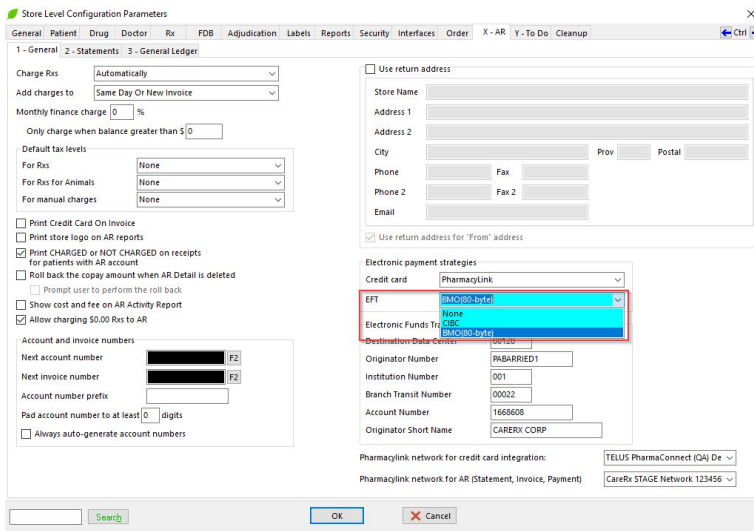 Store Level Configuration Parameters
General Patient Drug Doctor Rx FDB Adjudication Labels Reports Security Interfaces Order X - AR Y - To Do Cleanup Ctrl
1 - General 2 - Statements 3 - General Ledger
Charge Rxs Automatically
Add charges to Same Day Or New Invoice
Monthly finance charge 0 %
Only charge when balance greater than $ 0
Default tax levels
For Rxs None
For Rxs for Animals None
For manual charges None
Print Credit Card On Invoice
Print store logo on AR reports
Print CHARGED or NOT CHARGED on receipts
for patients with AR account
Roll back the copay amount when AR Detail is deleted
Prompt user to perform the roll back
Show cost and fee on AR Activity Report
Allow charging $0.00 Rxs to AR
Account and invoice numbers
Next account number F2
Next invoice number F2
Account number prefix
Pad account number to at least 0 digits
Always auto-generate account numbers
Use return address
Store Name
Address 1
Address 2
City Prov Postal
Phone Fax
Phone 2 Fax 2
Email
Use return address for 'From' address
Electronic payment strategies
Credit card PharmacyLink
EFT BMO(80-byte)
None
CIBC
BMO(80-byte)
Electronic Funds Tra
Destination Data Center 00120
Originator Number PABARRIED1
Institution Number 001
Branch Transit Number 00022
Account Number 1668608
Originator Short Name CARERX CORP
Pharmacylink network for credit card integration: TELUS PharmaConnect (QA) De
Pharmacylink network for AR (Statement, Invoice, Payment) CareRx STAGE Network 123456
Search OK Cancel